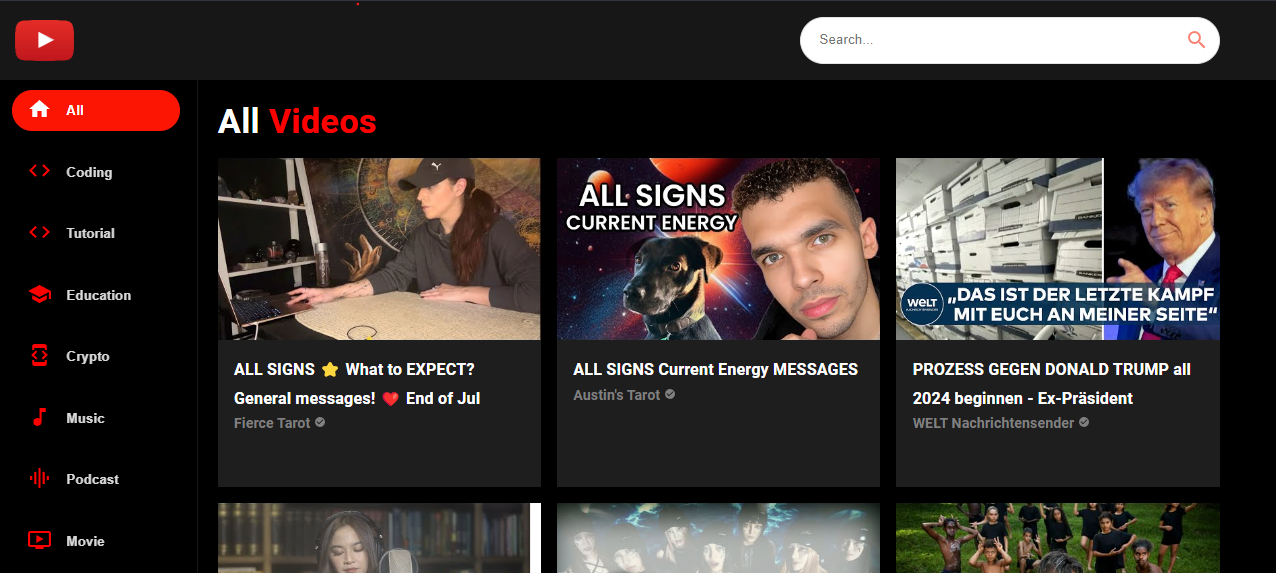 Search...
All
Coding
Tutorial
Education
Crypto
Music
Podcast
Movie
All Videos
ALL SIGNS ⭐ What to EXPECT?
General messages! ❤️ End of Jul
Fierce Tarot
ALL SIGNS
CURRENT ENERGY
ALL SIGNS Current Energy MESSAGES
Austin's Tarot
WELT
„DAS IST DER LETZTE KAMPF
MIT EUCH AN MEINER SEITE“
PROZESS GEGEN DONALD TRUMP all
2024 beginnen - Ex-Präsident
WELT Nachrichtensender